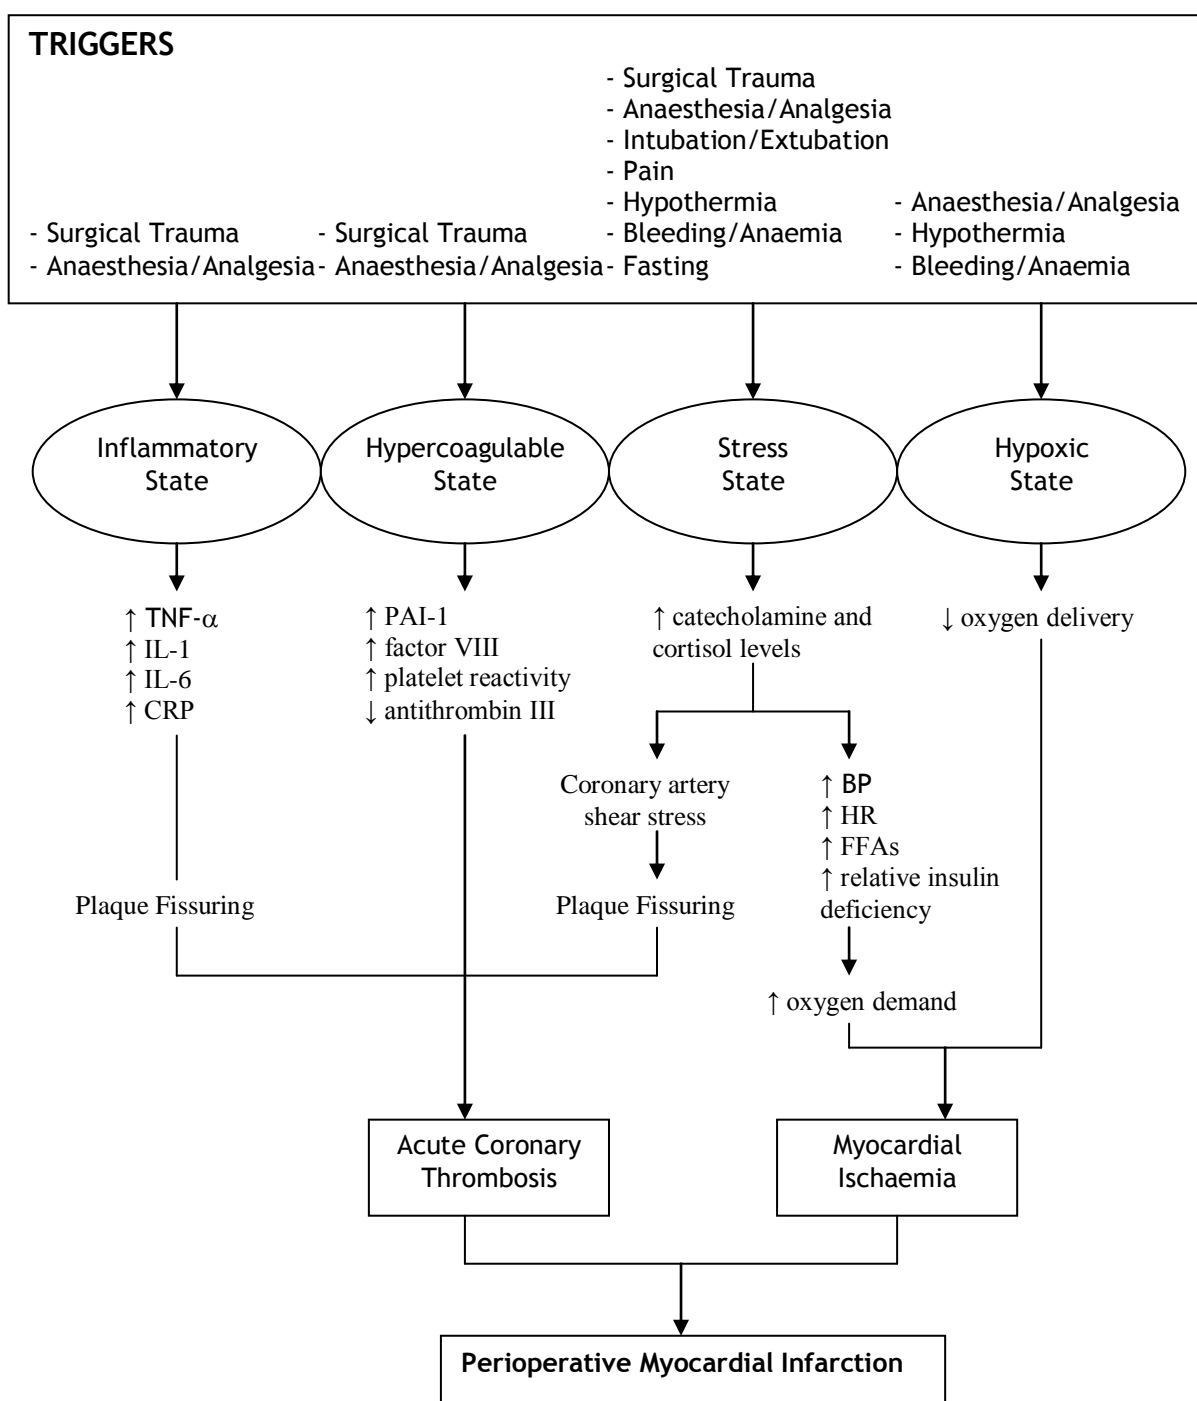 TRIGGERS
- Surgical Trauma
- Anaesthesia/Analgesia
- Surgical Trauma
- Anaesthesia/Analgesia
- Surgical Trauma
- Anaesthesia/Analgesia
- Intubation/Extubation
- Pain
- Hypothermia
- Bleeding/Anaemia
- Fasting
- Anaesthesia/Analgesia
- Hypothermia
- Bleeding/Anaemia
Inflammatory
State
Hypercoagulable
State
Stress
State
Hypoxic
State
↑ TNF-α
↑ IL-1
↑ IL-6
↑ CRP
↑ PAI-1
↑ factor VIII
↑ platelet reactivity
↓ antithrombin III
↑ catecholamine and
cortisol levels
↓ oxygen delivery
Coronary artery
shear stress
↑ BP
↑ HR
↑ FFAs
↑ relative insulin
deficiency
Plaque Fissuring
Plaque Fissuring
↑ oxygen demand
Acute Coronary
Thrombosis
Myocardial
Ischaemia
Perioperative Myocardial Infarction